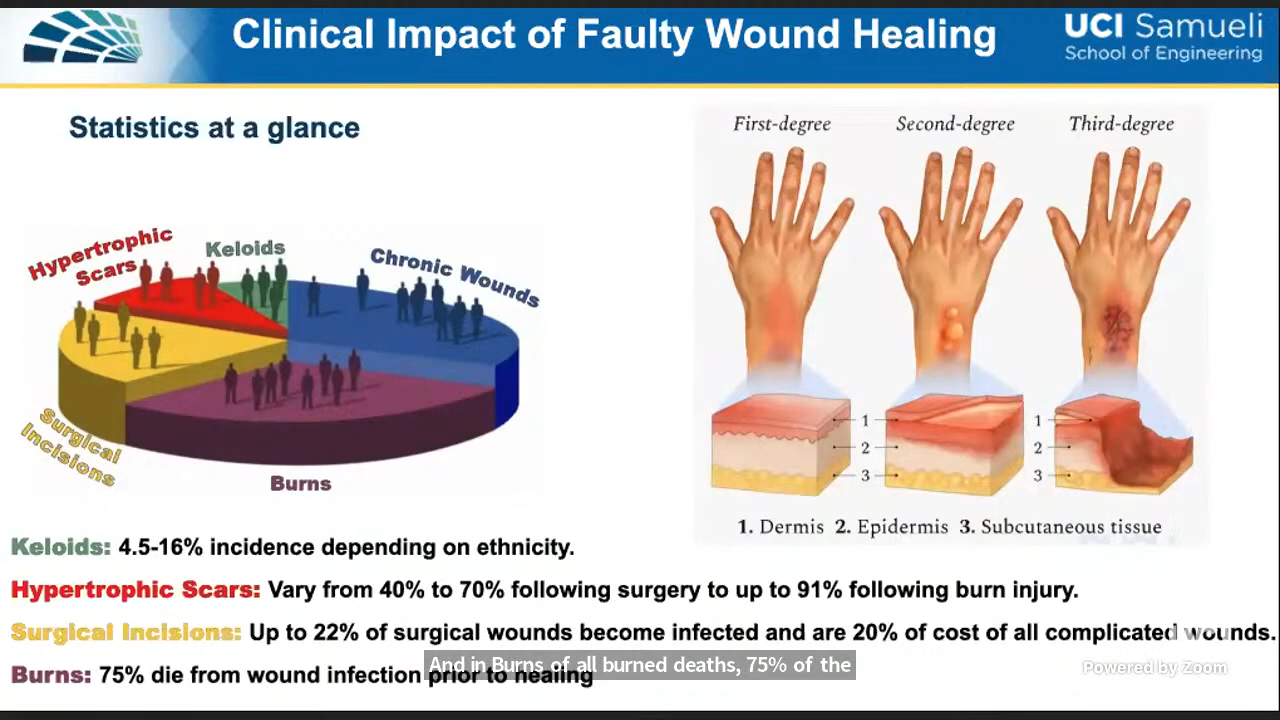 Clinical Impact of Faulty Wound Healing
UCI Samueli
School of Engineering
Statistics at a glance
Hypertrophic
Scars
Keloids
Chronic Wounds
Surgical
Incisions
Burns
First-degree
Second-degree
Third-degree
1
2
3
1
2
3
1. Dermis 2. Epidermis 3. Subcutaneous tissue
Keloids: 4.5-16% incidence depending on ethnicity.
Hypertrophic Scars: Vary from 40% to 70% following surgery to up to 91% following burn injury.
Surgical Incisions: Up to 22% of surgical wounds become infected and are 20% of cost of all complicated wounds.
And in Burns of all burned deaths, 75% of the
Burns: 75% die from wound infection prior to healing
Powered by Zoom